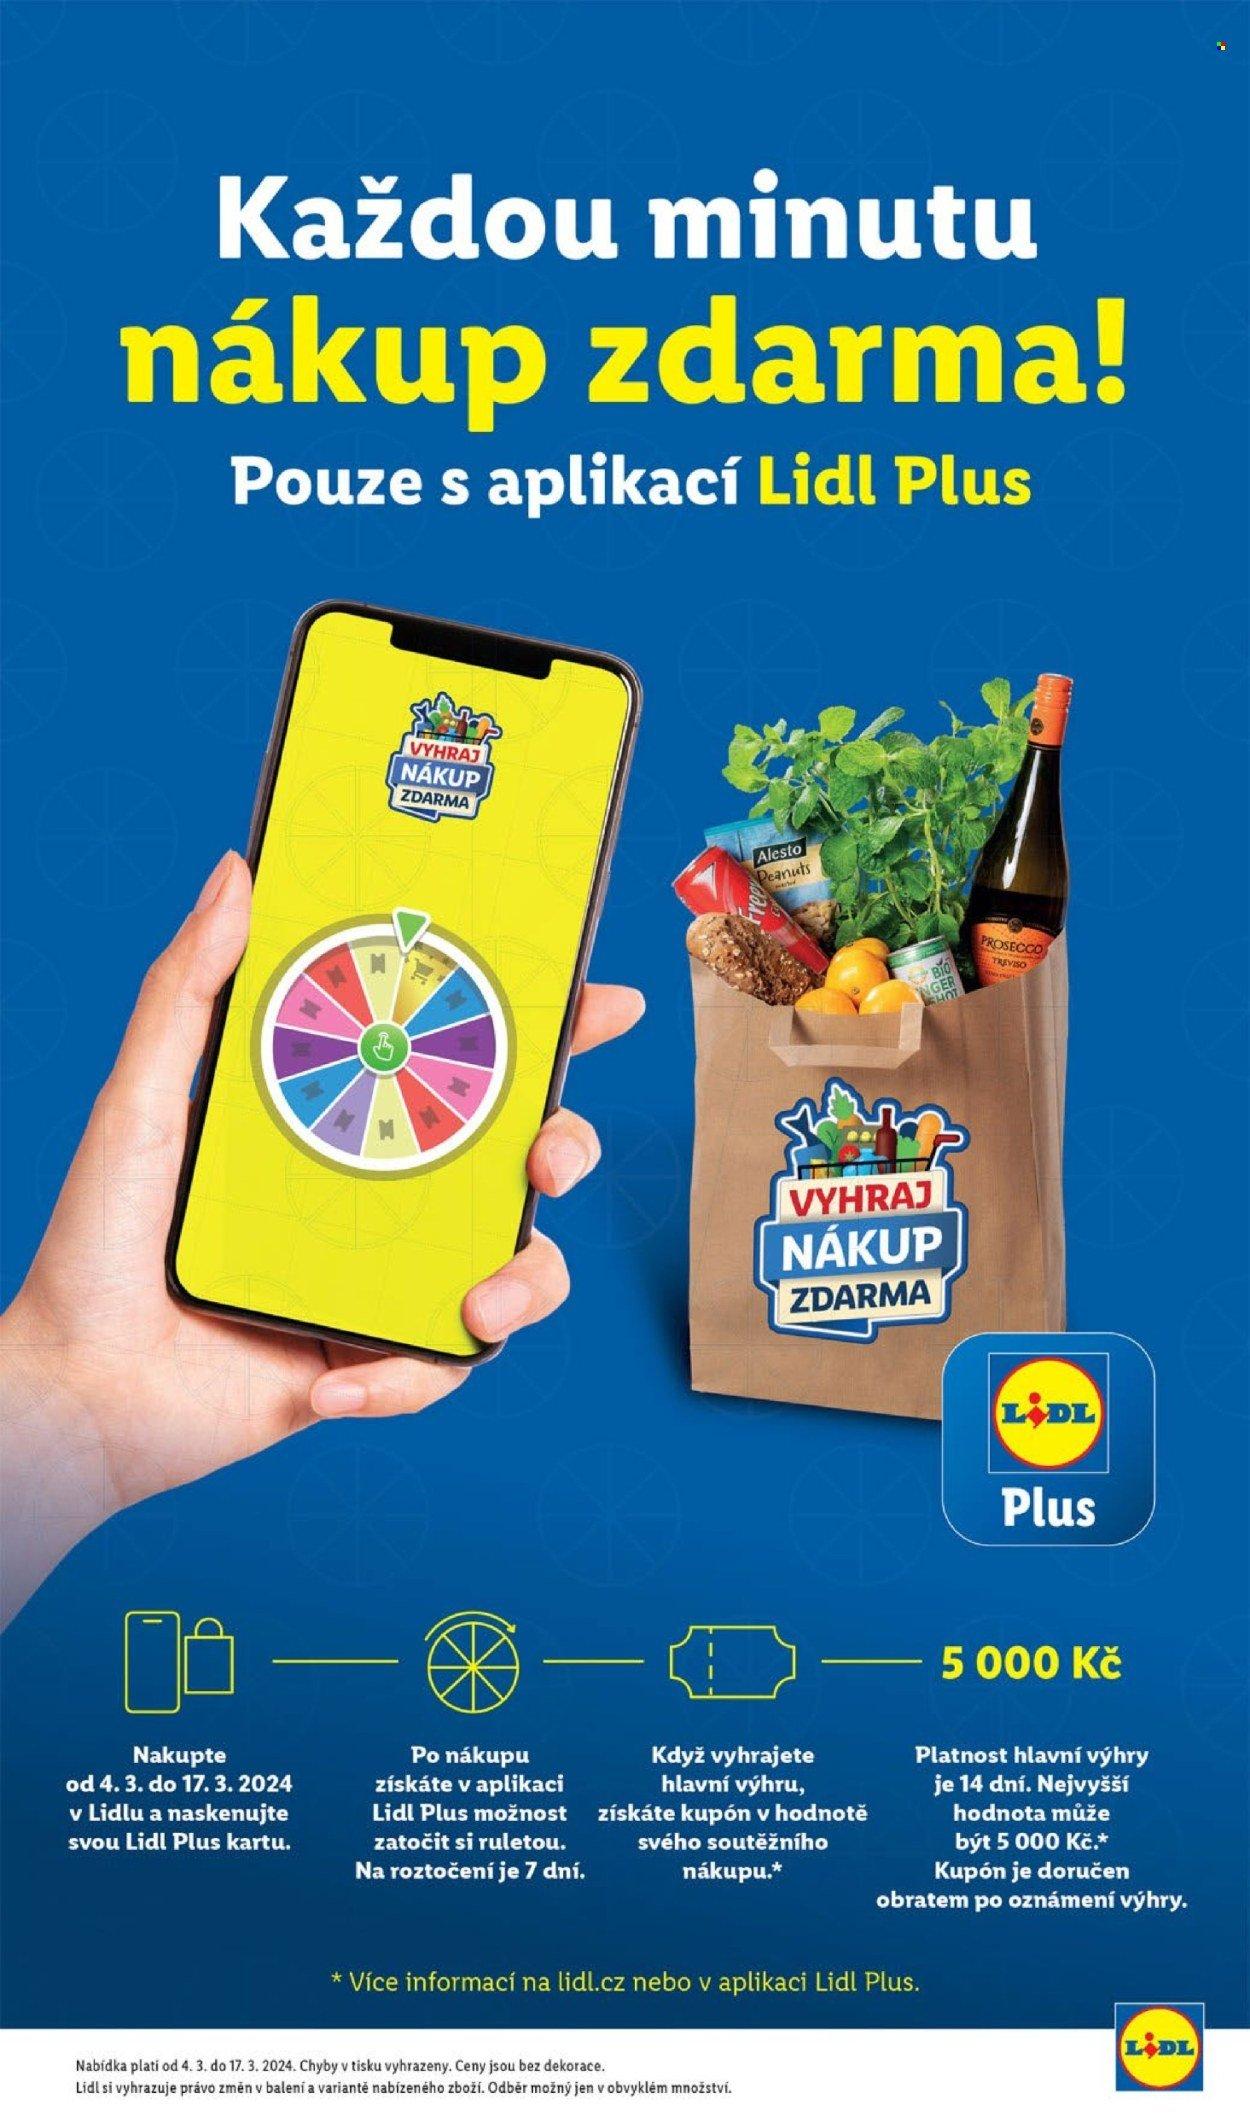 Každou minutu
nákup zdarma!
Pouze s aplikací Lidl Plus
VYHRAJ
NÁKUP
ZDARMA
Alesto
Peanuts
Freew
PROSECCO
TREVISO
BIO
SHOT
VYHRAJ
NÁKUP
ZDARMA
LIDL
Plus
5 000 Kč
Nakupte
od 4. 3. do 17. 3. 2024
v Lidlu a naskenujte
svou Lidl Plus kartu.
Po nákupu
získáte v aplikaci
Lidl Plus možnost
zatočit si ruletou.
Na roztočení je 7 dní.
Když vyhrajete
hlavní výhru,
získáte kupón v hodnotě
svého soutěžního
nákupu.*
Platnost hlavní výhry
je 14 dní. Nejvyšší
hodnota může
být 5 000 Kč.*
Kupón je doručen
obratem po oznámení výhry.
* Více informací na lidl.cz nebo v aplikaci Lidl Plus.
LIDL
Nabídka platí od 4. 3. do 17. 3. 2024. Chyby v tisku vyhrazeny. Ceny jsou bez dekorace.
Lidl si vyhrazuje právo změn v balení a variantě nabízeného zboží. Odběr možný jen v obvyklém množství.